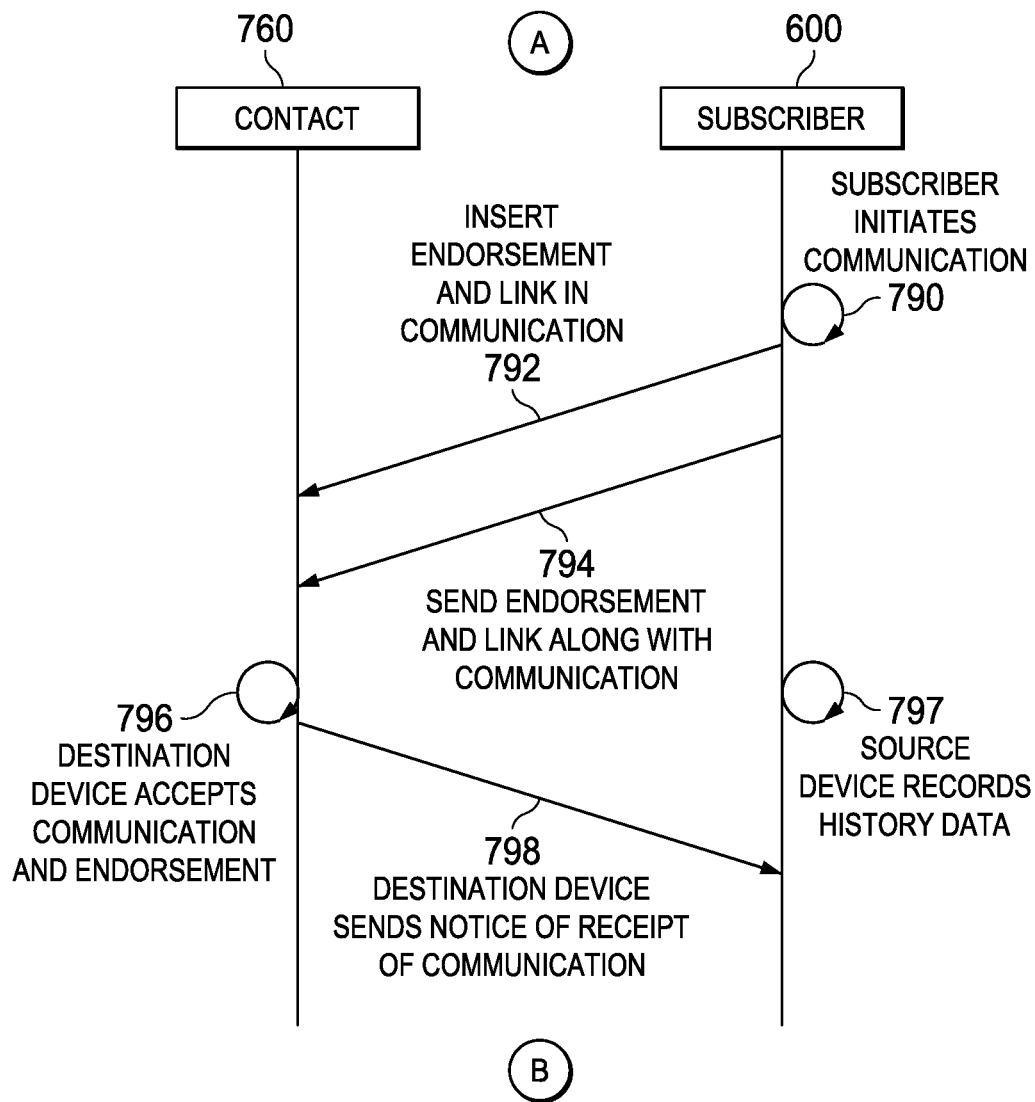 760
A
600
CONTACT
SUBSCRIBER
SUBSCRIBER
INITIATES
COMMUNICATION
790
INSERT
ENDORSEMENT
AND LINK IN
COMMUNICATION
792
794
SEND ENDORSEMENT
AND LINK ALONG WITH
COMMUNICATION
796
DESTINATION
DEVICE ACCEPTS
COMMUNICATION
AND ENDORSEMENT
797
SOURCE
DEVICE RECORDS
HISTORY DATA
798
DESTINATION DEVICE
SENDS NOTICE OF RECEIPT
OF COMMUNICATION
B